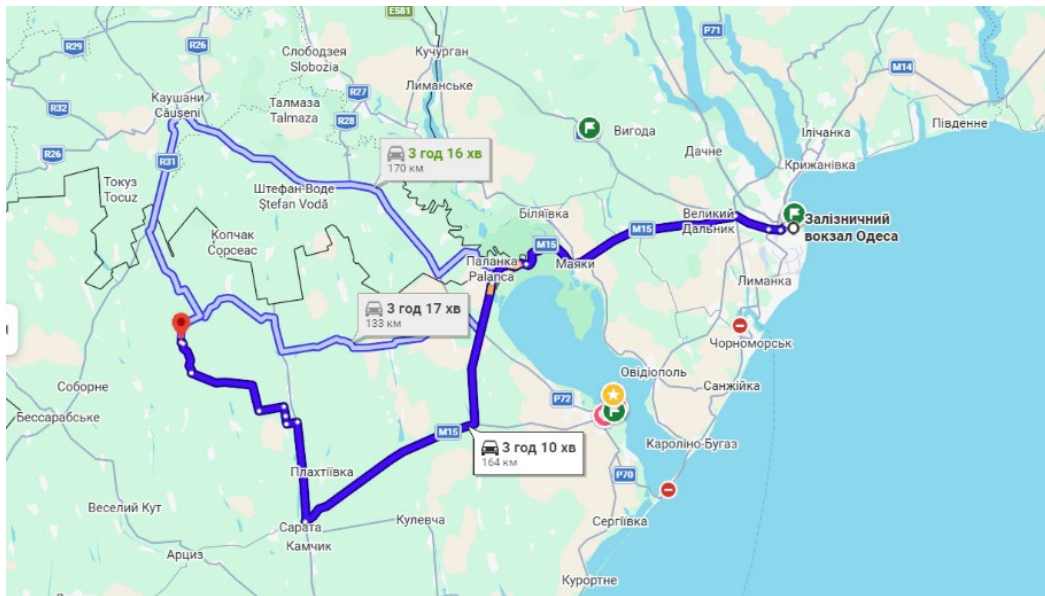 E581
R29
R26
P71
M14
Слободзея
Slobozia
Кучурган
Лиманське
R32
Каушани
Căușeni
Талмаза
Talmaza
R27
R28
Вигода
Ілічанка
Південне
Дачне
Крижанівка
R26
R31
3 год 16 хв
170 км
Токуз
Tocuz
Штефан-Воде
Ștefan Vodă
Біляївка
Великий
Дальник
Залізничний
вокзал Одеса
M15
M15
Копчак
Copceac
Паланка
Palanca
Маяки
Лиманка
3 год 17 хв
133 км
Чорноморськ
Соборне
Овідіополь
Санжійка
Бессарабське
P72
M15
3 год 10 хв
164 км
Кароліно-Бугаз
Плахтіївка
P70
Веселий Кут
Сарата
Кулевча
Сергіївка
Камчик
Арциз
Курортне